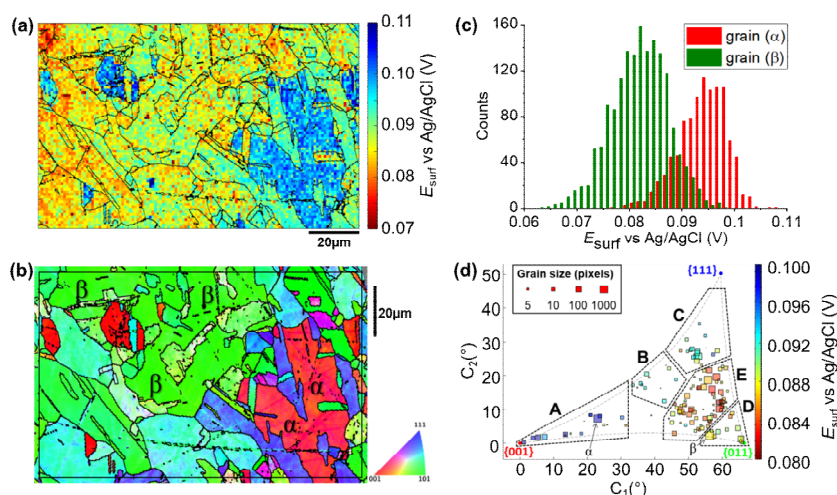 (a)
0.11
0.10
0.09
0.08
0.07
E_surf vs Ag/AgCl (V)
20μm
(b)
β
β
β
α
α
20μm
111
001
101
(c)
160
120
80
40
0
Counts
grain (α)
grain (β)
0.06
0.07
0.08
0.09
0.1
0.11
E_surf vs Ag/AgCl (V)
(d)
50
40
30
20
10
0
C₂(°)
Grain size (pixels)
5 10 100 1000
{111}
C
B
A
E
D
α
β
{001}
{011}
0 10 20 30 40 50 60
C₁(°)
0.100
0.096
0.092
0.088
0.084
0.080
E_surf vs Ag/AgCl (V)